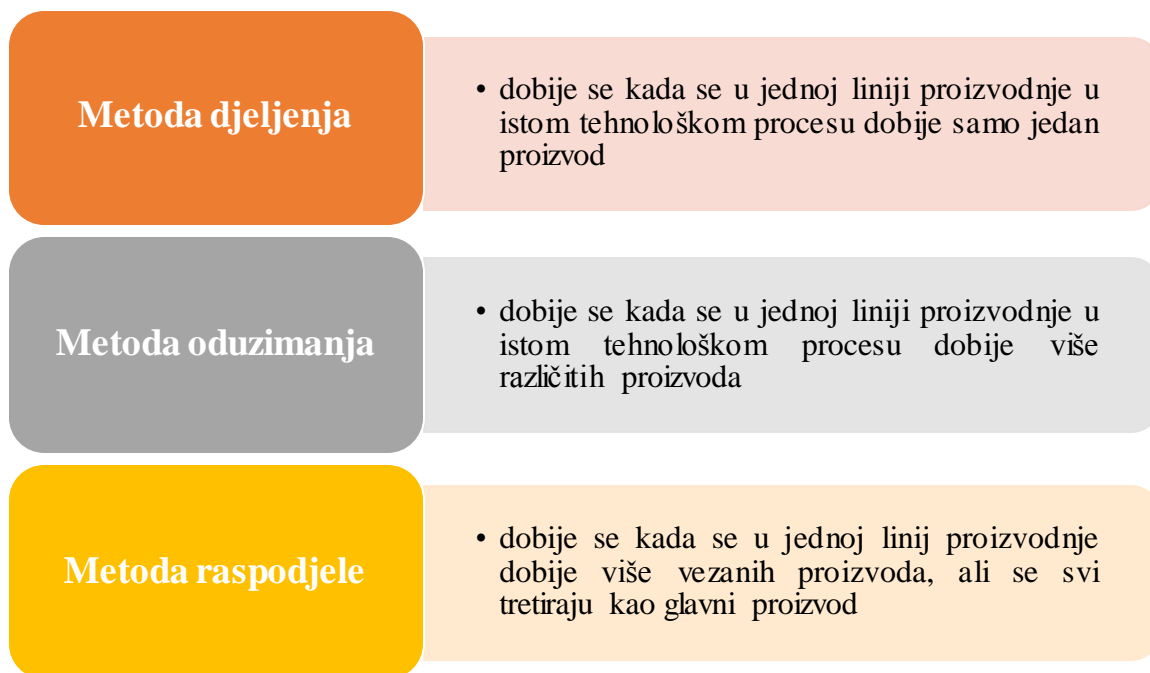 Metoda djeljenja
• dobije se kada se u jednoj liniji proizvodnje u
istom tehnološkom procesu dobije samo jedan
proizvod
Metoda oduzimanja
• dobije se kada se u jednoj liniji proizvodnje u
istom tehnološkom procesu dobije više
različitih proizvoda
Metoda raspodjele
• dobije se kada se u jednoj linij proizvodnje
dobije više vezanih proizvoda, ali se svi
tretiraju kao glavni proizvod